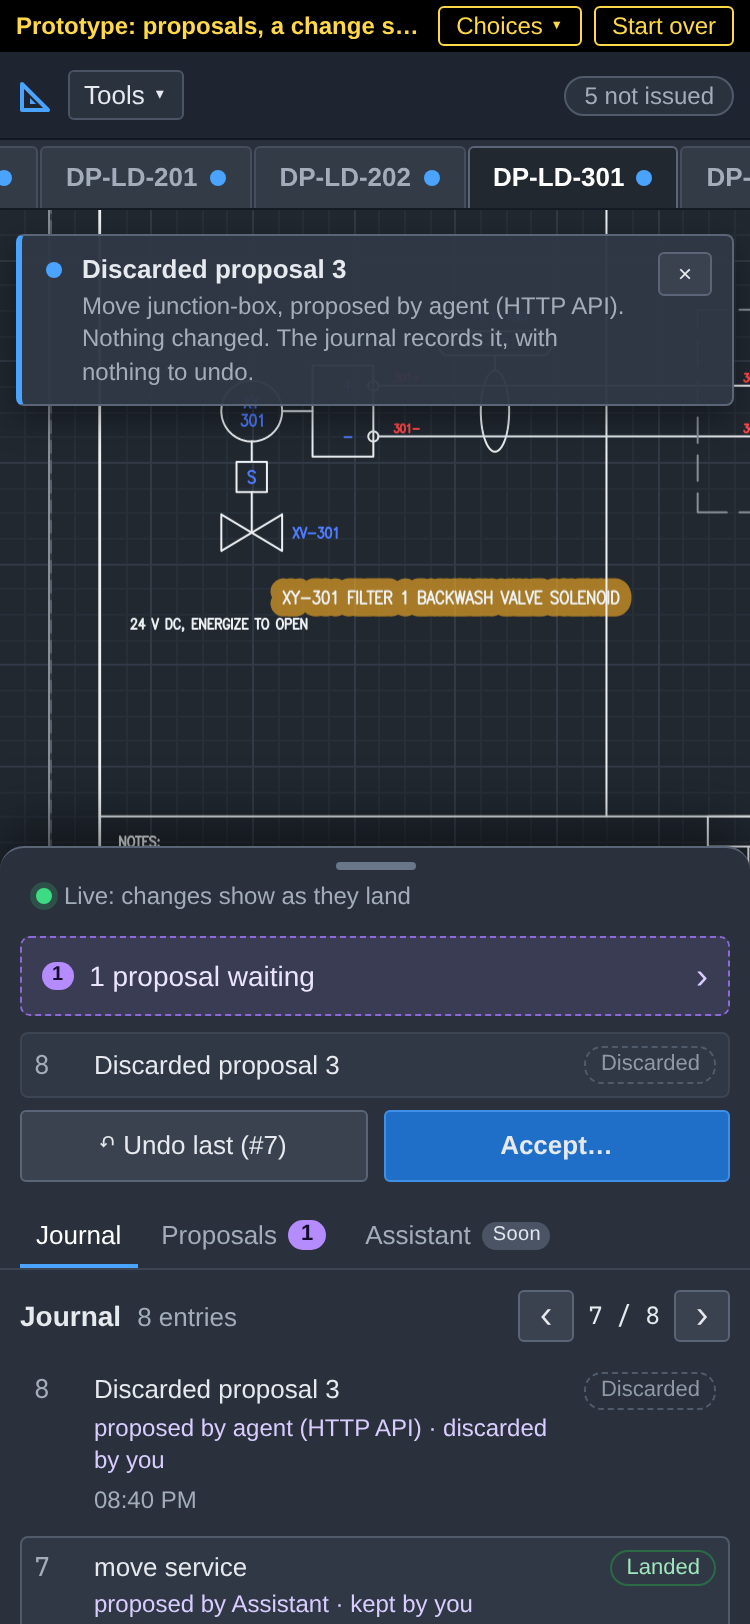 Prototype: proposals, a change s…
Choices ▾
Start over
Tools ▾
5 not issued
DP-LD-201
DP-LD-202
DP-LD-301
DP-
Discarded proposal 3
×
Move junction-box, proposed by agent (HTTP API).
Nothing changed. The journal records it, with
nothing to undo.
301
301-
S
XV-301
XY-301 FILTER 1 BACKWASH VALVE SOLENOID
24 V DC, ENERGIZE TO OPEN
NOTES:
Live: changes show as they land
1 1 proposal waiting ›
8 Discarded proposal 3 Discarded
↶ Undo last (#7)
Accept…
Journal
Proposals 1
Assistant Soon
Journal 8 entries
‹ 7 / 8 ›
8 Discarded proposal 3 Discarded
proposed by agent (HTTP API) · discarded
by you
08:40 PM
7 move service Landed
proposed by Assistant · kept by you